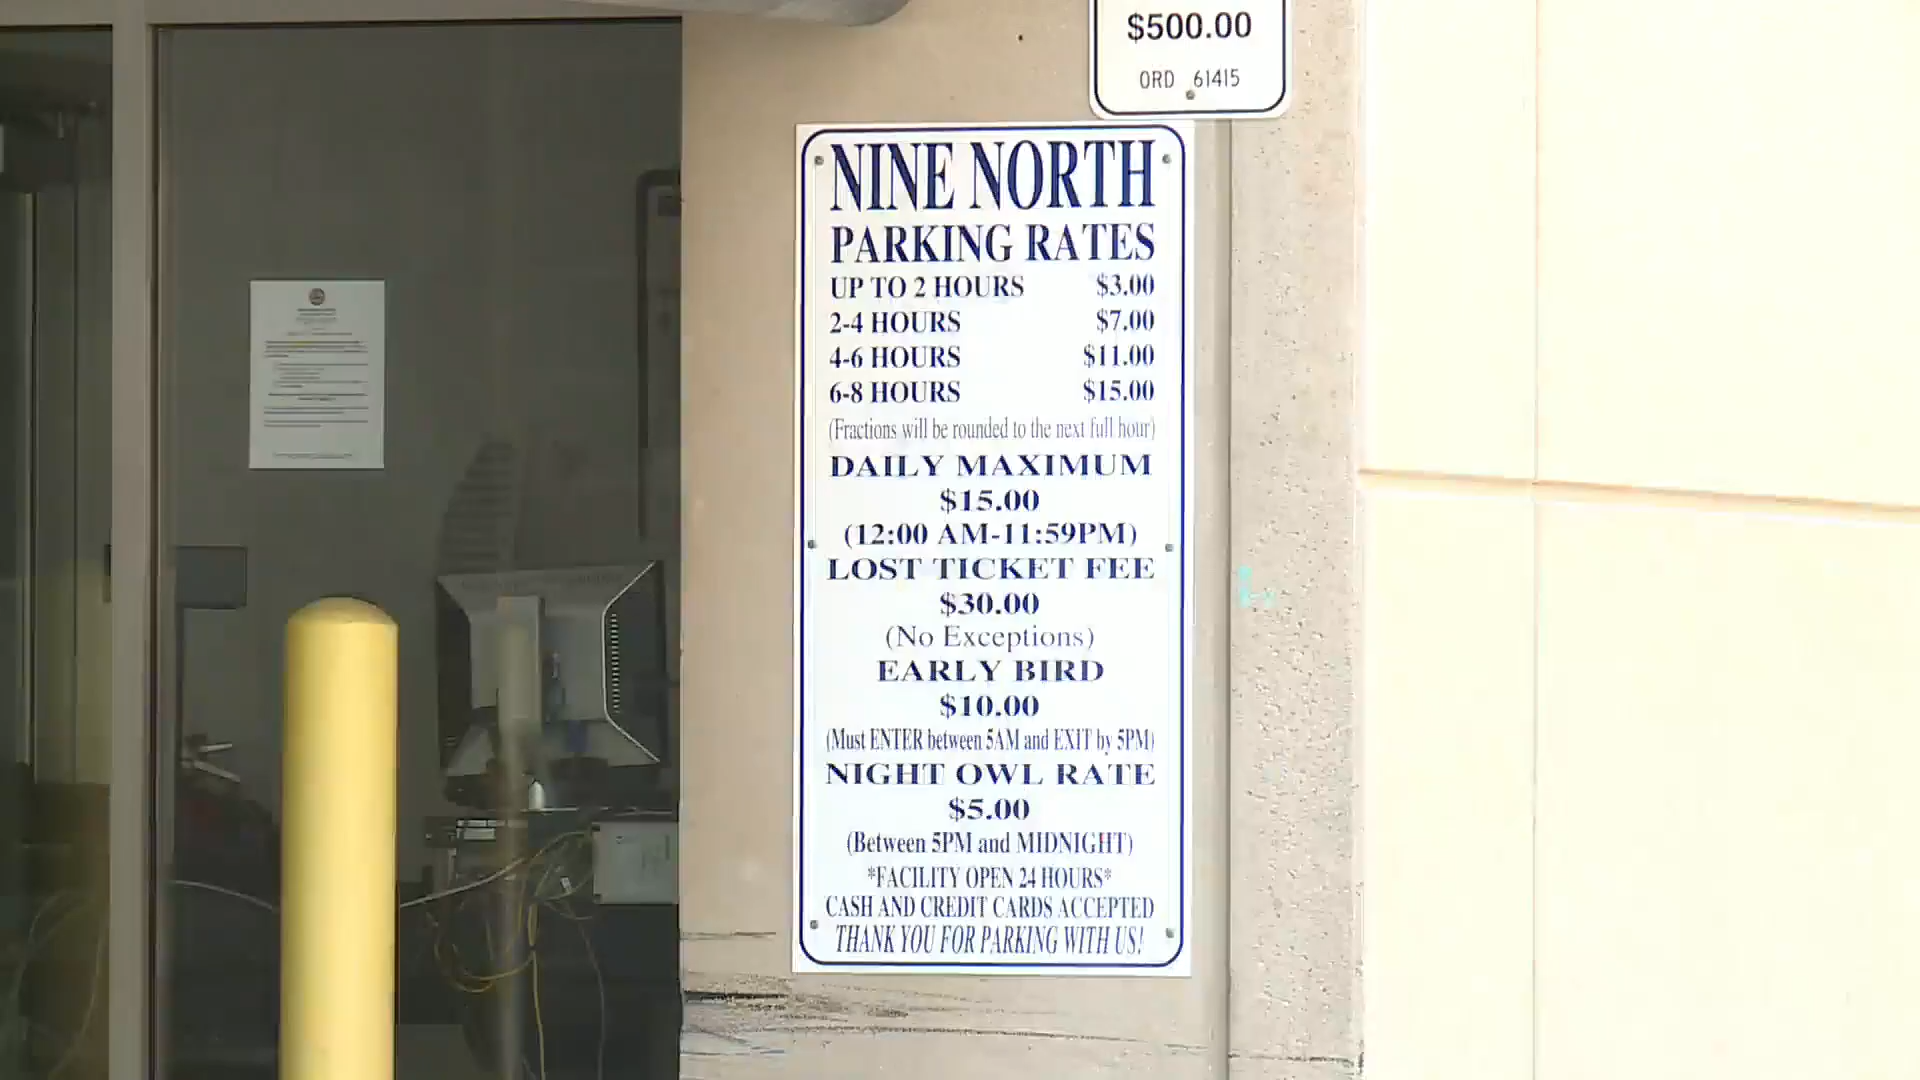 $500.00
ORD 61415
NINE NORTH
PARKING RATES
UP TO 2 HOURS $3.00
2-4 HOURS $7.00
4-6 HOURS $11.00
6-8 HOURS $15.00
(Fractions will be rounded to the next full hour)
DAILY MAXIMUM
$15.00
(12:00 AM-11:59PM)
LOST TICKET FEE
$30.00
(No Exceptions)
EARLY BIRD
$10.00
(Must ENTER between 5AM and EXIT by 5PM)
NIGHT OWL RATE
$5.00
(Between 5PM and MIDNIGHT)
*FACILITY OPEN 24 HOURS*
CASH AND CREDIT CARDS ACCEPTED
THANK YOU FOR PARKING WITH US!